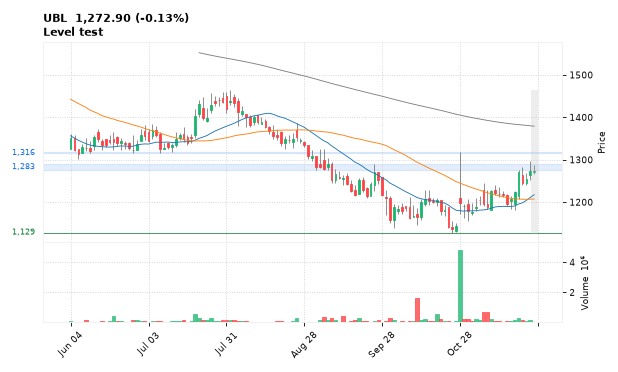 UBL 1,272.90 (-0.13%)
Level test
1500
1400
1300
1200
Price
1,316
1,283
1,129
4
2
Volume 10⁶
Jun 04
Jul 03
Jul 31
Aug 28
Sep 28
Oct 28